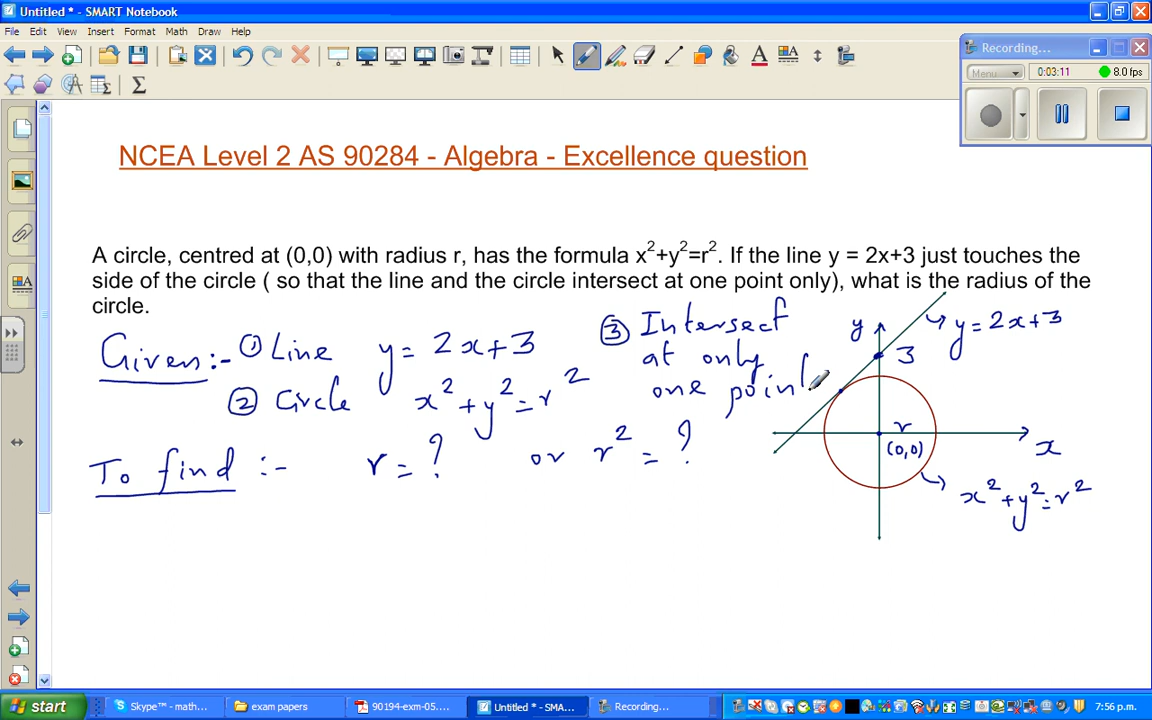 Untitled * - SMART Notebook
File Edit View Insert Format Math Draw Help
Recording...
Menu
0:03:11
8.0 fps
NCEA Level 2 AS 90284 - Algebra - Excellence question
A circle, centred at (0,0) with radius r, has the formula x²+y²=r². If the line y = 2x+3 just touches the
side of the circle ( so that the line and the circle intersect at one point only), what is the radius of the
circle.
Given:- ① Line y = 2x+3
② Circle x² + y² = r²
③ Intersect
at only
one point
To find :- r = ? or r² = ?
y
y = 2x+3
3
r
(0,0)
x
x² + y² = r²
start
Skype™ - math...
exam papers
90194-exm-05....
Untitled * - SMA...
Recording...
7:56 p.m.